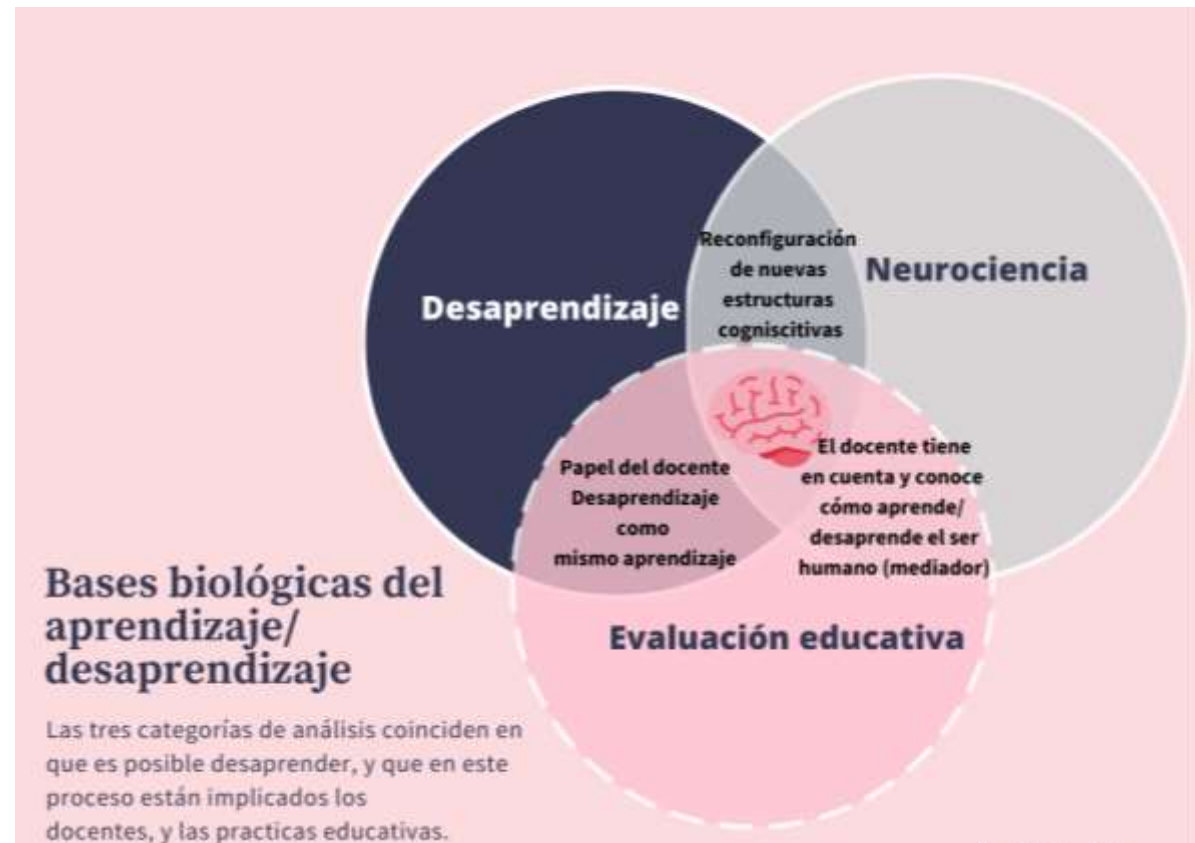 Desaprendizaje
Neurociencia
Reconfiguración
de nuevas
estructuras
cogniscitivas
Papel del docente
Desaprendizaje
como
mismo aprendizaje
El docente tiene
en cuenta y conoce
cómo aprende/
desaprende el ser
humano (mediador)
Evaluación educativa
Bases biológicas del
aprendizaje/
desaprendizaje
Las tres categorías de análisis coinciden en
que es posible desaprender, y que en este
proceso están implicados los
docentes, y las practicas educativas.